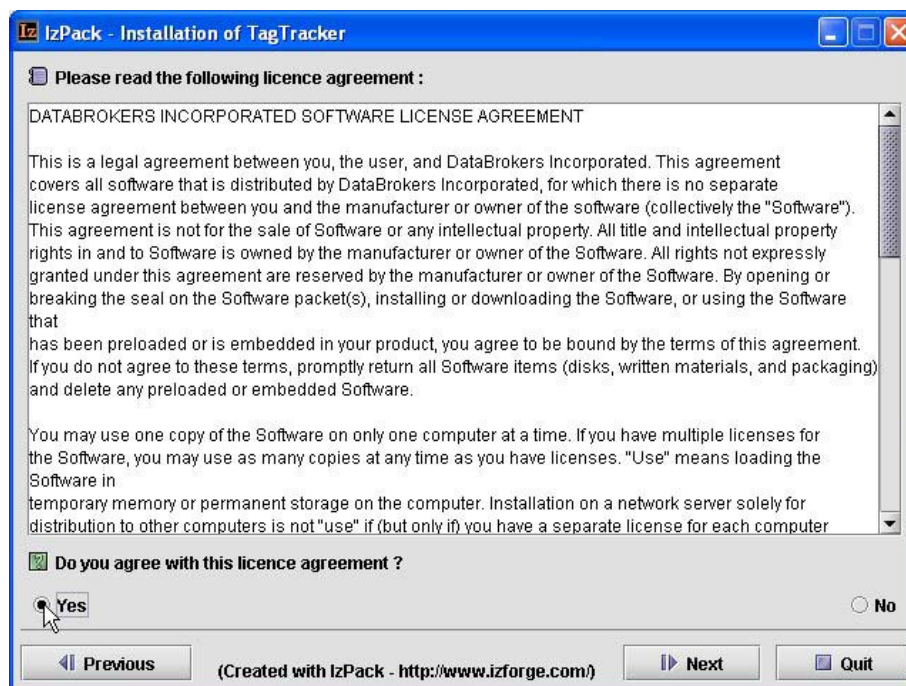 Iz IzPack - Installation of TagTracker
Please read the following licence agreement :
DATABROKERS INCORPORATED SOFTWARE LICENSE AGREEMENT
This is a legal agreement between you, the user, and DataBrokers Incorporated. This agreement
covers all software that is distributed by DataBrokers Incorporated, for which there is no separate
license agreement between you and the manufacturer or owner of the software (collectively the "Software").
This agreement is not for the sale of Software or any intellectual property. All title and intellectual property
rights in and to Software is owned by the manufacturer or owner of the Software. All rights not expressly
granted under this agreement are reserved by the manufacturer or owner of the Software. By opening or
breaking the seal on the Software packet(s), installing or downloading the Software, or using the Software
that
has been preloaded or is embedded in your product, you agree to be bound by the terms of this agreement.
If you do not agree to these terms, promptly return all Software items (disks, written materials, and packaging)
and delete any preloaded or embedded Software.
You may use one copy of the Software on only one computer at a time. If you have multiple licenses for
the Software, you may use as many copies at any time as you have licenses. "Use" means loading the
Software in
temporary memory or permanent storage on the computer. Installation on a network server solely for
distribution to other computers is not "use" if (but only if) you have a separate license for each computer
Do you agree with this licence agreement ?
Yes No
Previous (Created with IzPack - http://www.izforge.com/) Next Quit